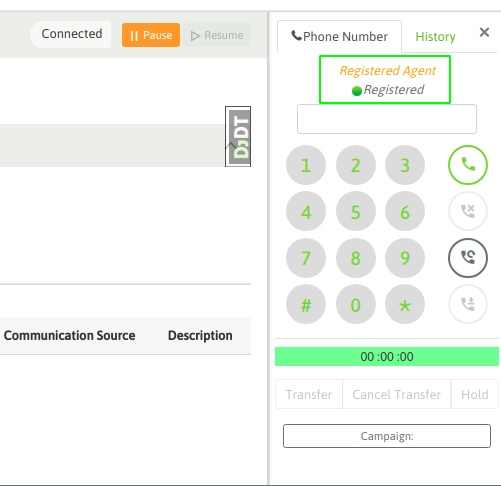 Connected
Pause
Resume
DJDT
Communication Source Description
Phone Number
History
×
Registered Agent
Registered
1 2 3
4 5 6
7 8 9
# 0 *
00 :00 :00
Transfer Cancel Transfer Hold
Campaign: